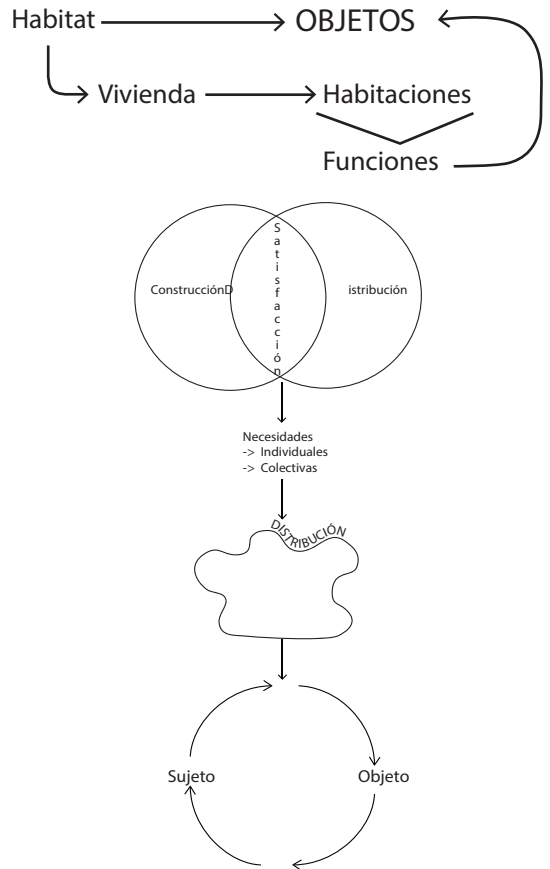 Habitat OBJETOS
Vivienda Habitaciones
Funciones
Satisfacción
ConstrucciónD istribución
Necesidades
-> Individuales
-> Colectivas
DISTRIBUCIÓN
Sujeto Objeto